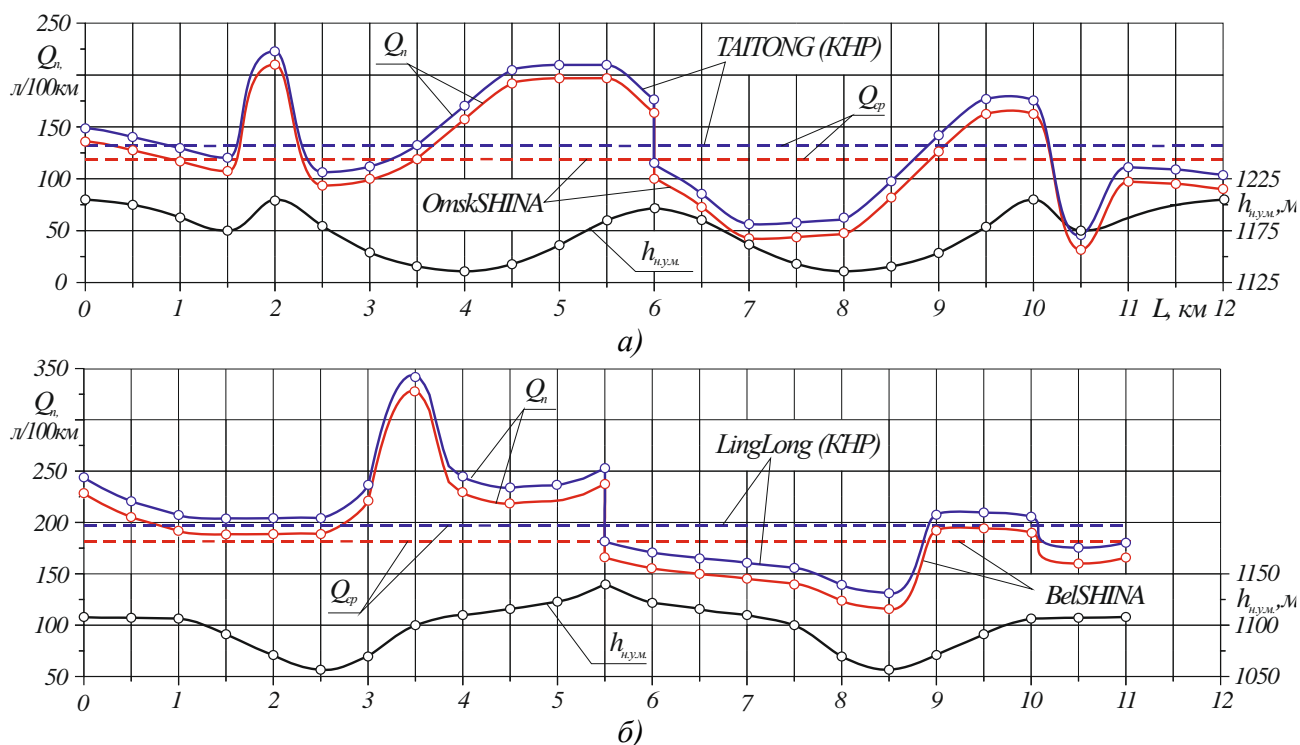 250
200
150
100
50
0
Qп,
л/100км
Qп
TAITONG (КНР)
Qср
OmskSHINA
hн.у.м.
1225
hн.у.м.,м
1175
1125
0 1 2 3 4 5 6 7 8 9 10 11 L, км 12
а)
350
Qп,
л/100км
250
200
150
100
50
Qп
LingLong (КНР)
Qср
BelSHINA
hн.у.м.
1150
hн.у.м.,м
1100
1050
0 1 2 3 4 5 6 7 8 9 10 11 12
б)